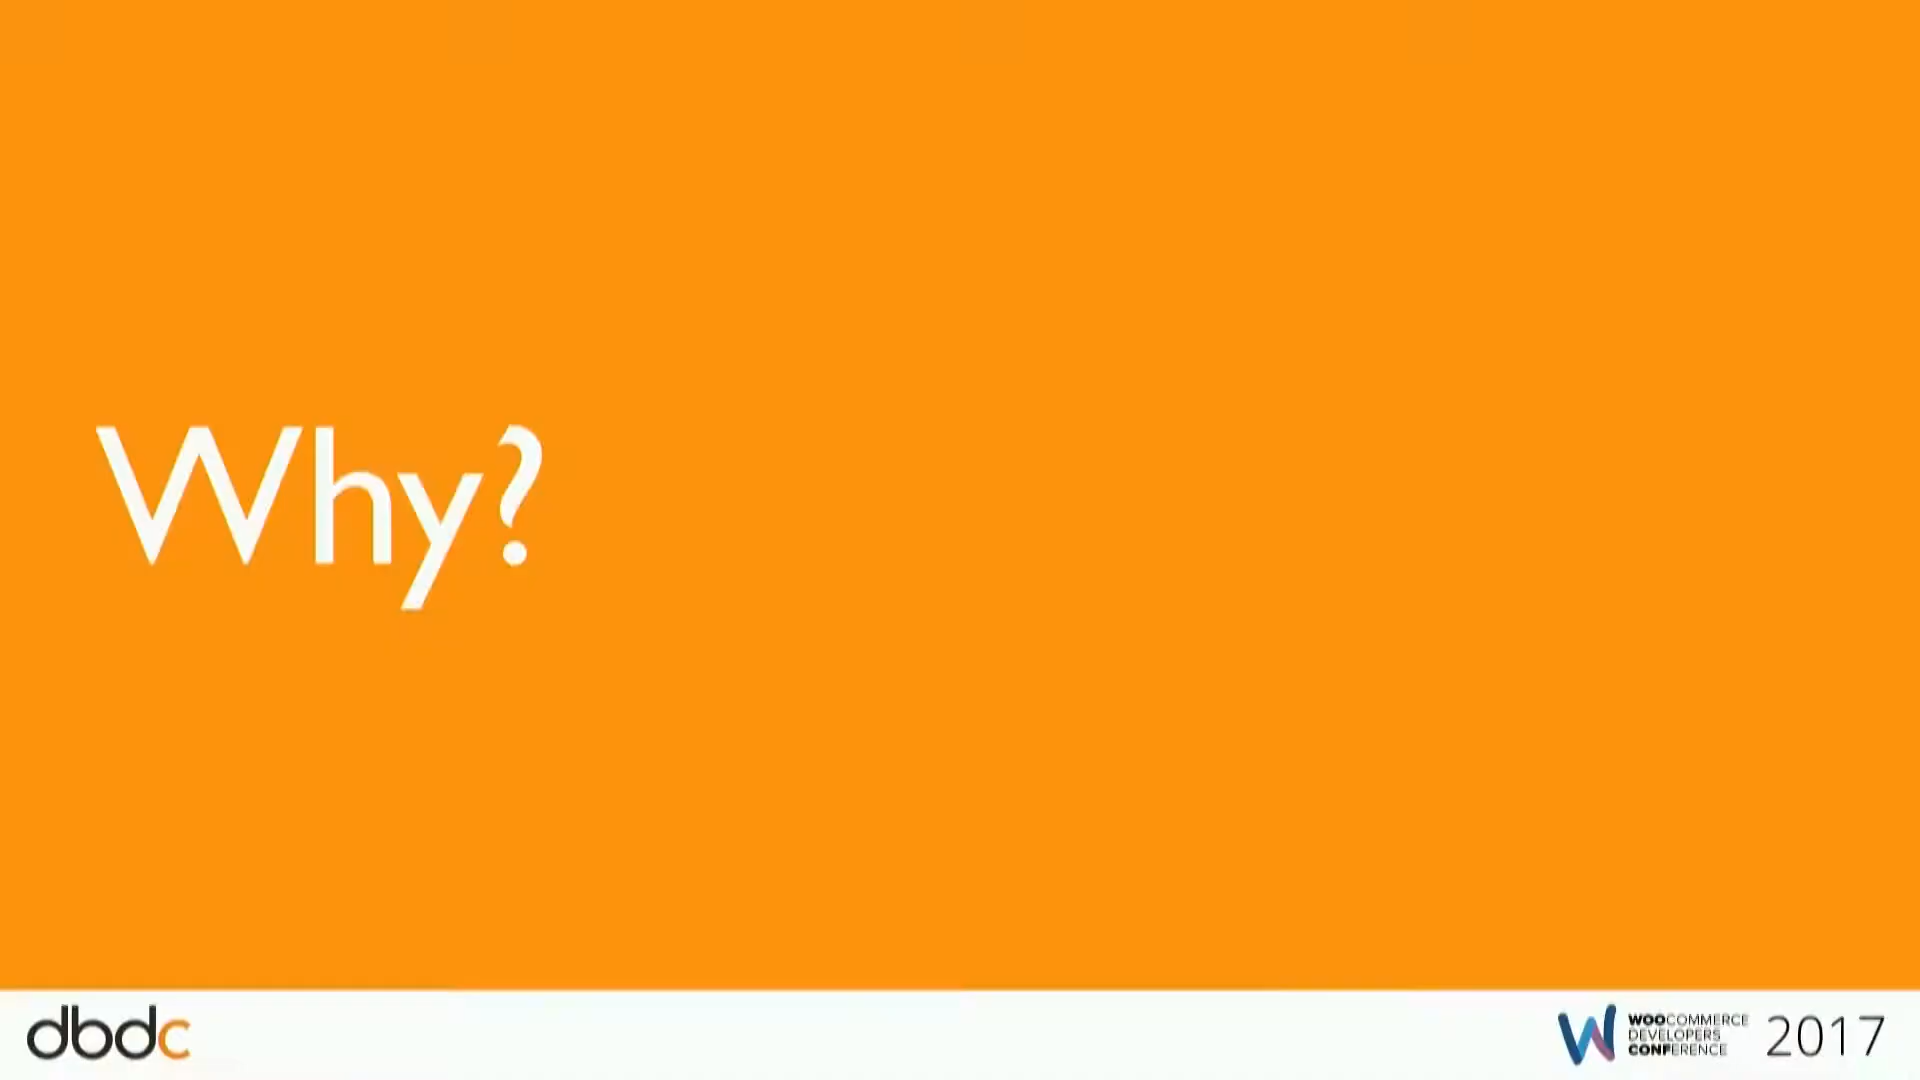 Why?
dbdc
WOOCOMMERCE
DEVELOPERS
CONFERENCE
2017